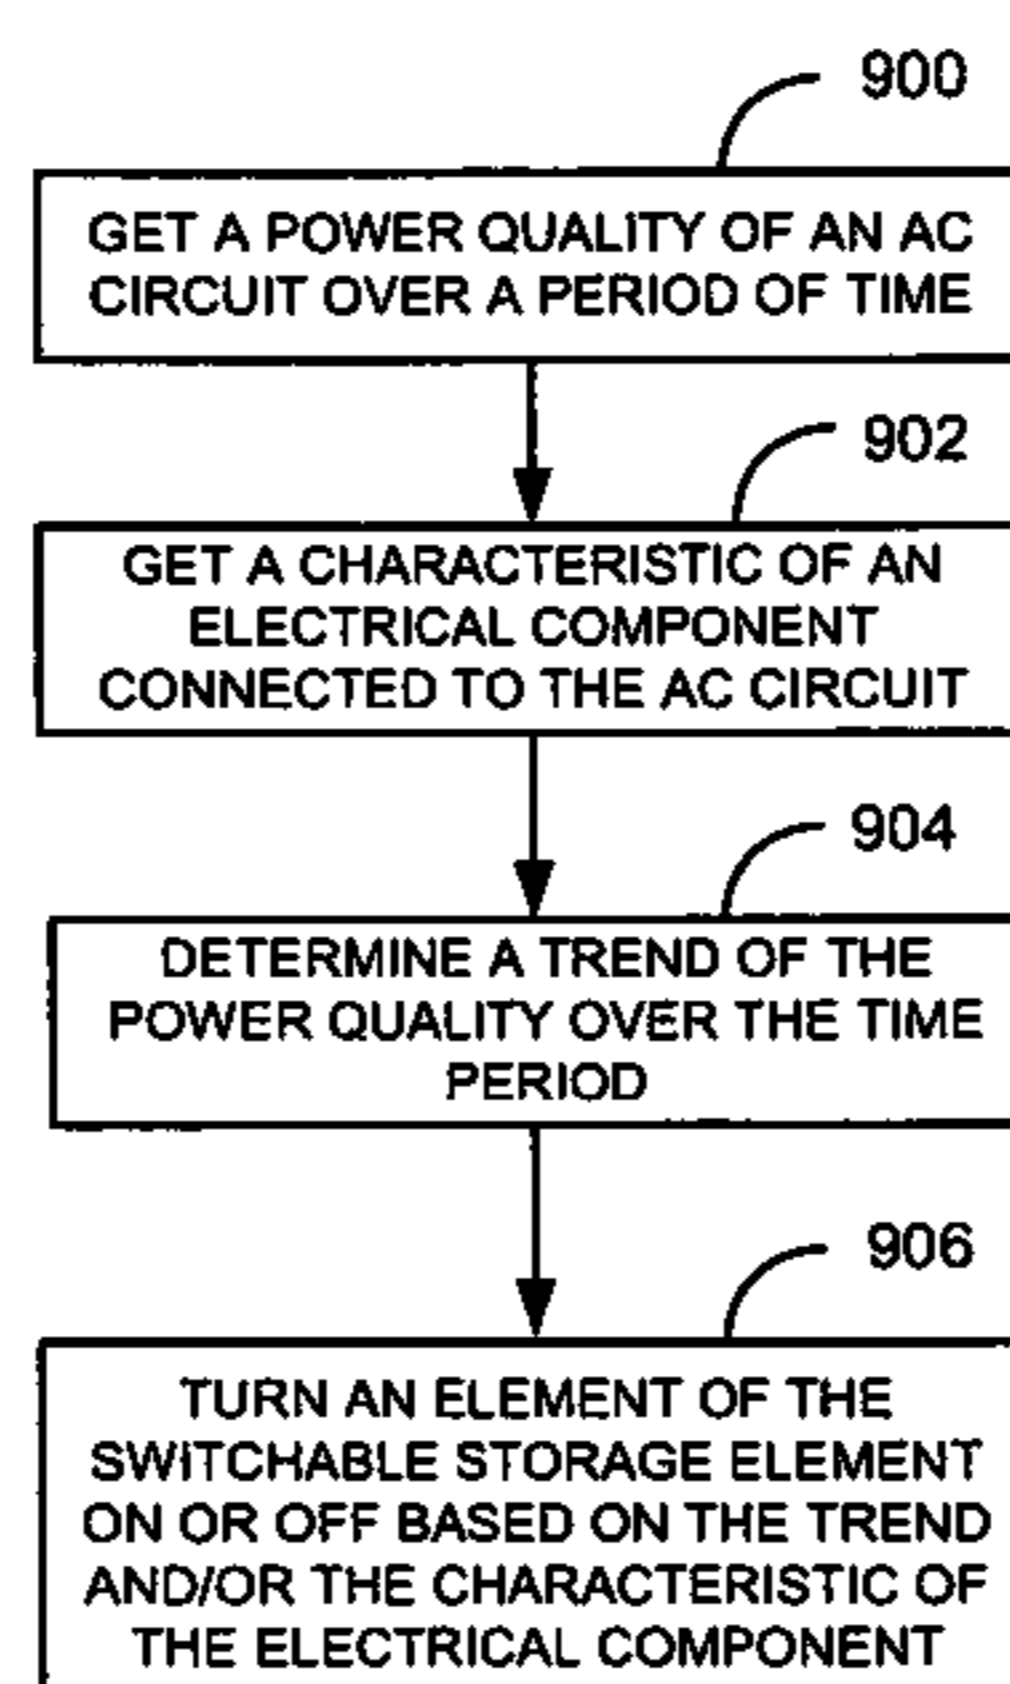 900
GET A POWER QUALITY OF AN AC
CIRCUIT OVER A PERIOD OF TIME
902
GET A CHARACTERISTIC OF AN
ELECTRICAL COMPONENT
CONNECTED TO THE AC CIRCUIT
904
DETERMINE A TREND OF THE
POWER QUALITY OVER THE TIME
PERIOD
906
TURN AN ELEMENT OF THE
SWITCHABLE STORAGE ELEMENT
ON OR OFF BASED ON THE TREND
AND/OR THE CHARACTERISTIC OF
THE ELECTRICAL COMPONENT